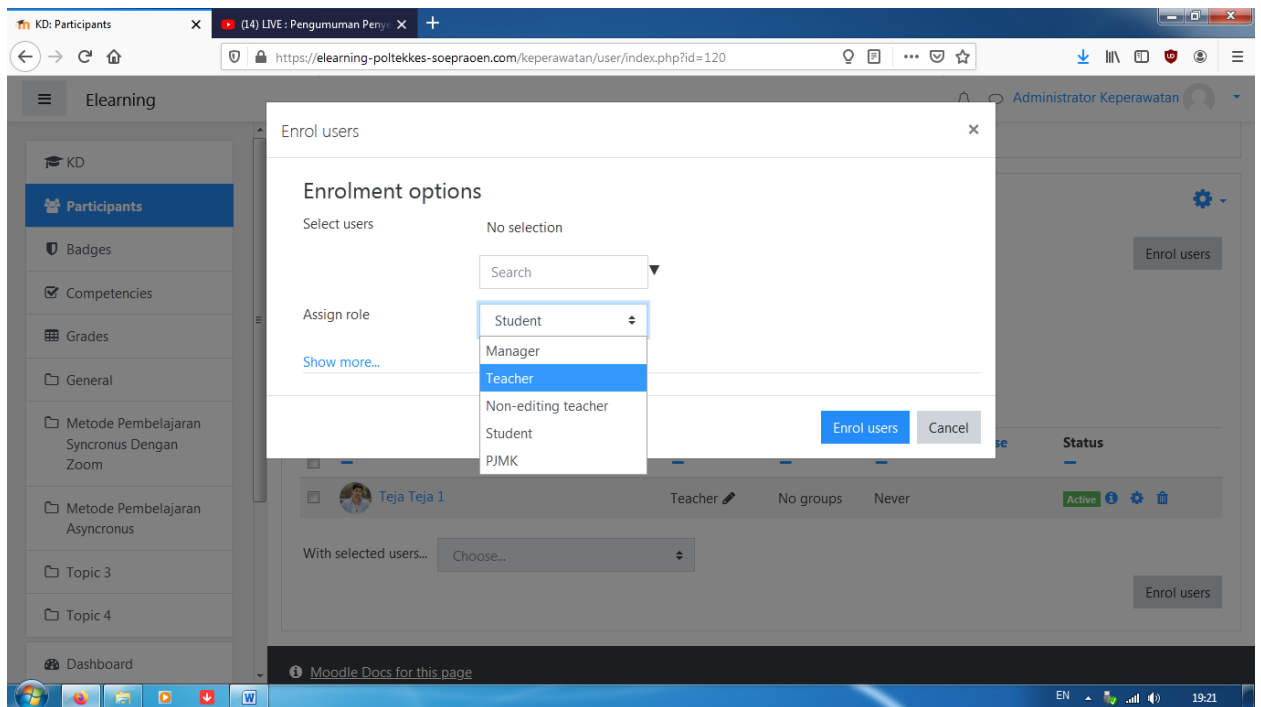 KD: Participants
(14) LIVE : Pengumuman Penye
https://elearning-poltekkes-soepraoen.com/keperawatan/user/index.php?id=120
Elearning
Administrator Keperawatan
KD
Participants
Badges
Competencies
Grades
General
Metode Pembelajaran
Syncronus Dengan
Zoom
Metode Pembelajaran
Asyncronus
Topic 3
Topic 4
Dashboard
Enrol users
Enrolment options
Select users
No selection
Search
Assign role
Student
Manager
Teacher
Non-editing teacher
Student
PJMK
Show more...
Enrol users
Cancel
Enrol users
se
Status
Teja Teja 1
Teacher
No groups
Never
Active
With selected users...
Choose...
Enrol users
Moodle Docs for this page
EN
19:21